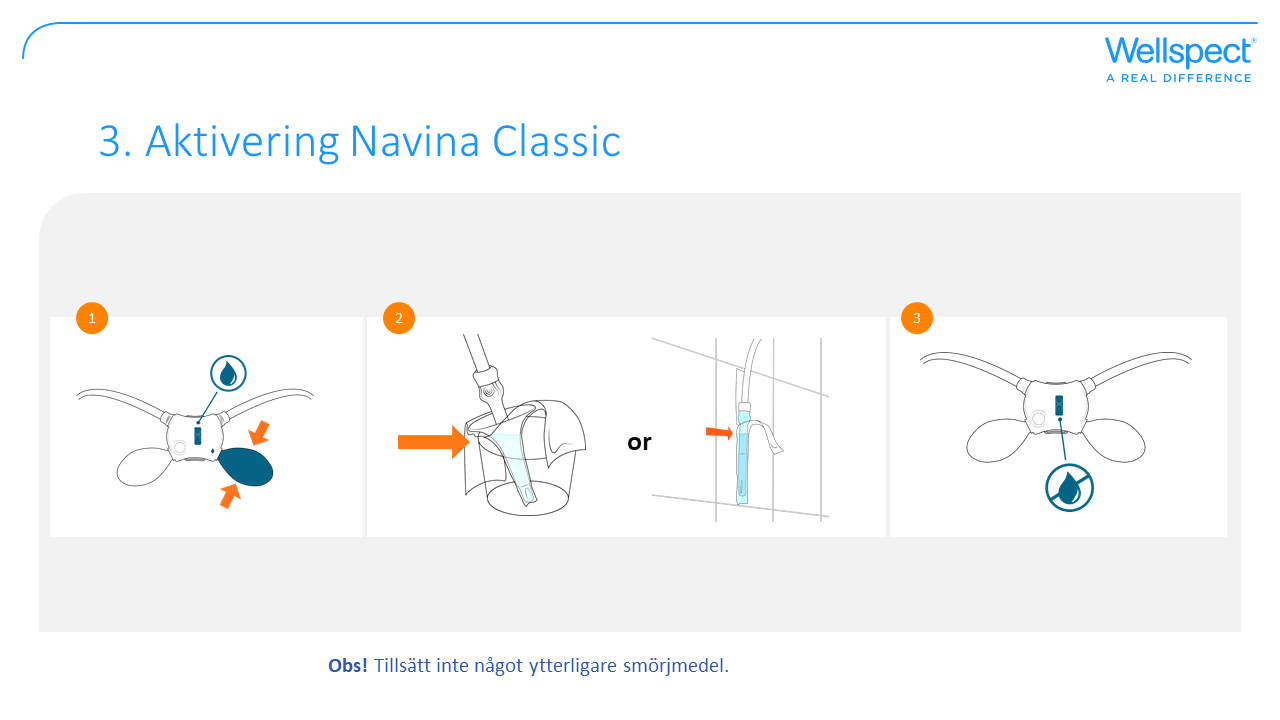 Wellspect®
A REAL DIFFERENCE
3. Aktivering Navina Classic
1
2
3
or
Obs! Tillsätt inte något ytterligare smörjmedel.